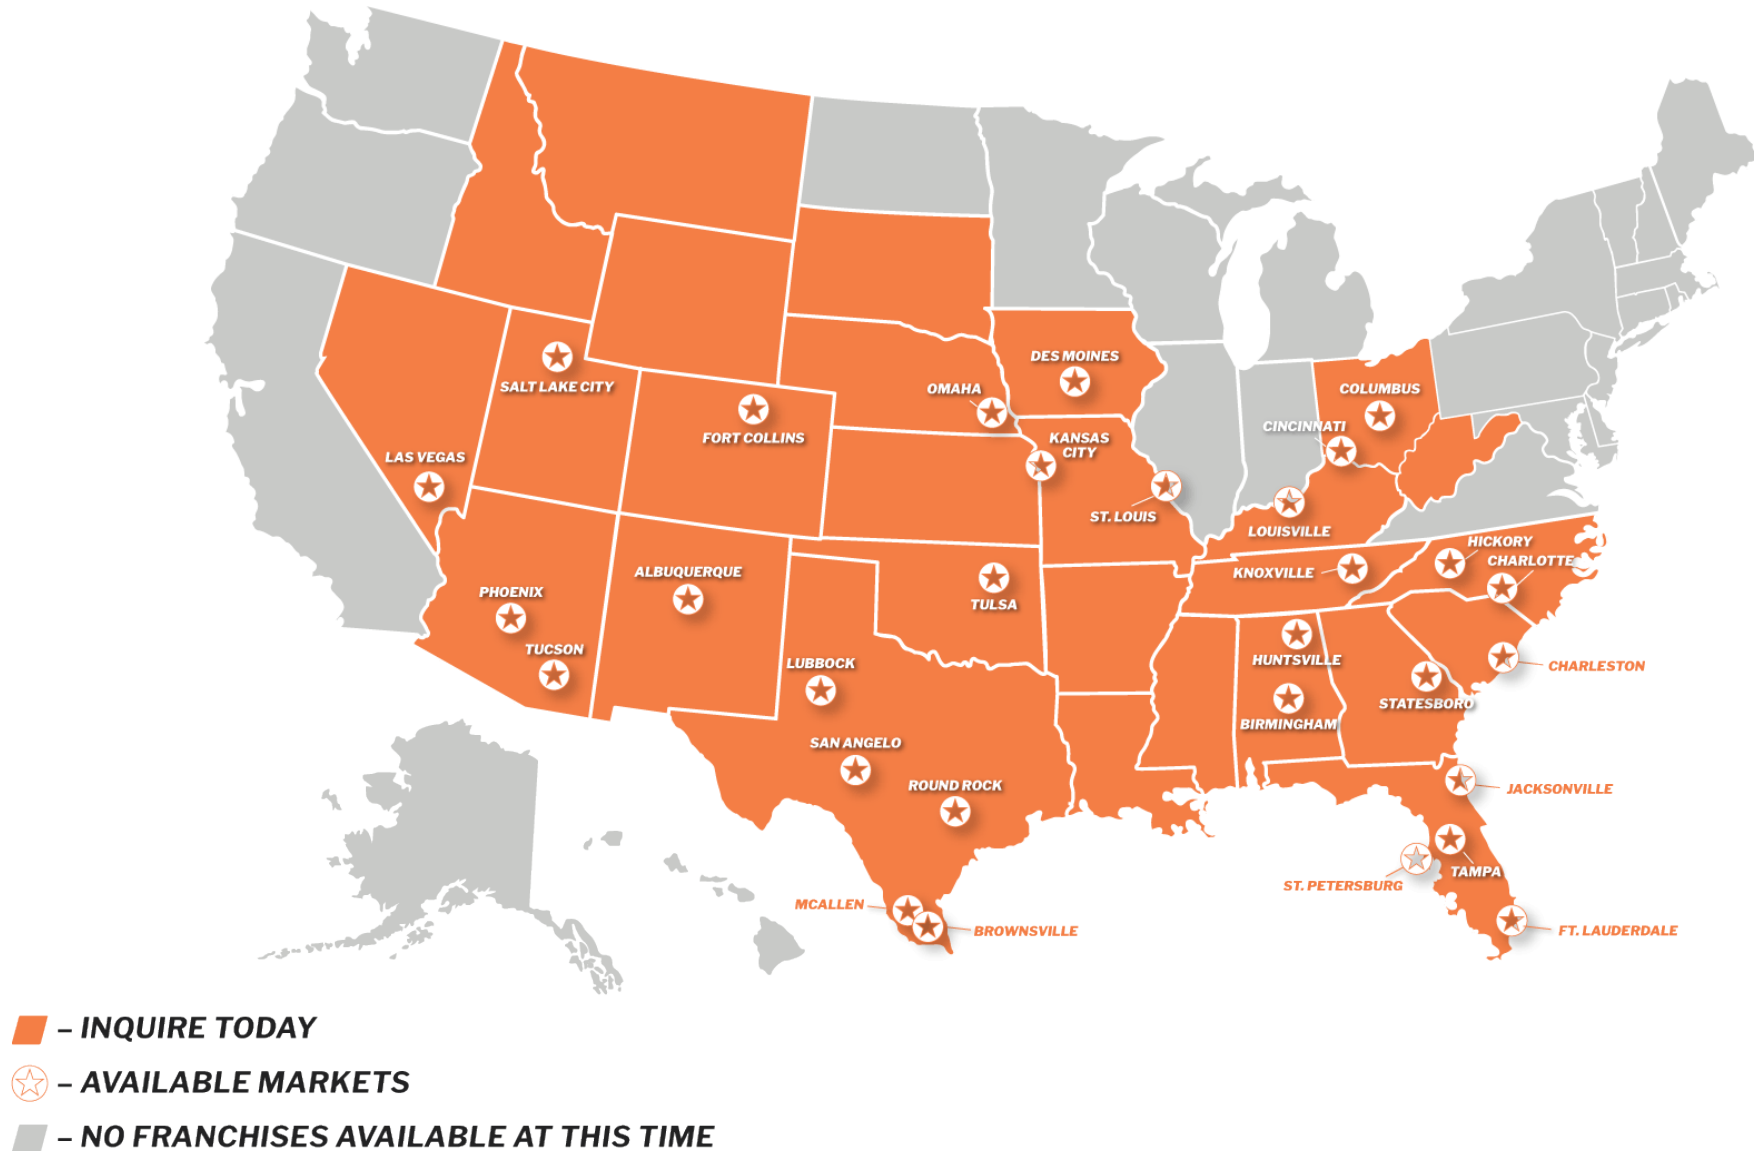 DES MOINES
SALT LAKE CITY
OMAHA
COLUMBUS
FORT COLLINS
CINCINNATI
KANSAS
CITY
LAS VEGAS
ST. LOUIS
LOUISVILLE
HICKORY
CHARLOTTE
KNOXVILLE
ALBUQUERQUE
PHOENIX
TULSA
TUCSON
LUBBOCK
HUNTSVILLE
CHARLESTON
STATESBORO
BIRMINGHAM
SAN ANGELO
ROUND ROCK
JACKSONVILLE
TAMPA
ST. PETERSBURG
MCALLEN
BROWNSVILLE
FT. LAUDERDALE
– INQUIRE TODAY
– AVAILABLE MARKETS
– NO FRANCHISES AVAILABLE AT THIS TIME